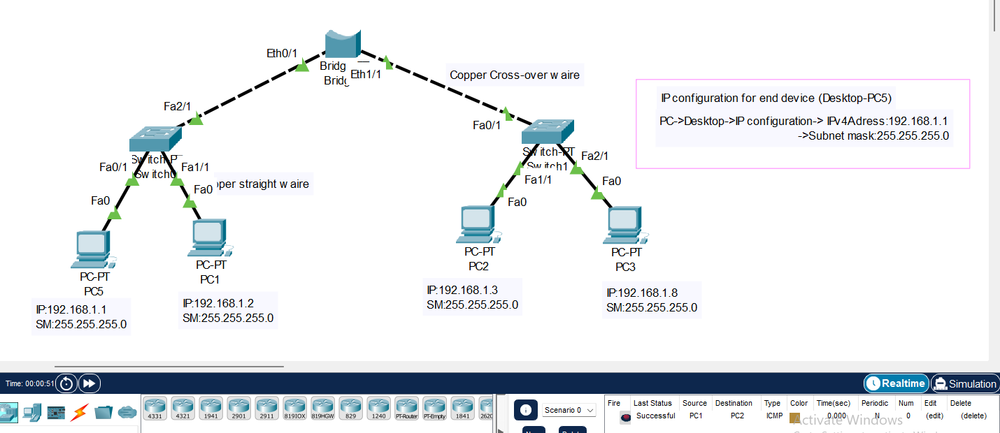 Eth0/1
Bridg
Bridg
Eth1/1
Copper Cross-over waire
Fa2/1
Fa0/1
IP configuration for end device (Desktop-PC5)
PC->Desktop->IP configuration-> IPv4Adress:192.168.1.1
->Subnet mask:255.255.255.0
Switch-PT
Switch0
Fa0/1
Fa1/1
Fa0
Fa0
per straight waire
Switch-PT
Switch1
Fa2/1
Fa1/1
Fa0
Fa0
PC-PT
PC5
PC-PT
PC1
PC-PT
PC2
PC-PT
PC3
IP:192.168.1.1
SM:255.255.255.0
IP:192.168.1.2
SM:255.255.255.0
IP:192.168.1.3
SM:255.255.255.0
IP:192.168.1.8
SM:255.255.255.0
Time: 00:00:51
Realtime
Simulation
4331 4321 1941 2901 2911 819IOX 819HGW 829 1240 PT-Router PT-Empty 1841 2620
Scenario 0
Fire Last Status Source Destination Type Color Time(sec) Periodic Num Edit Delete
Successful PC1 PC2 ICMP 0.000 N 0 (edit) (delete)
Activate Windows